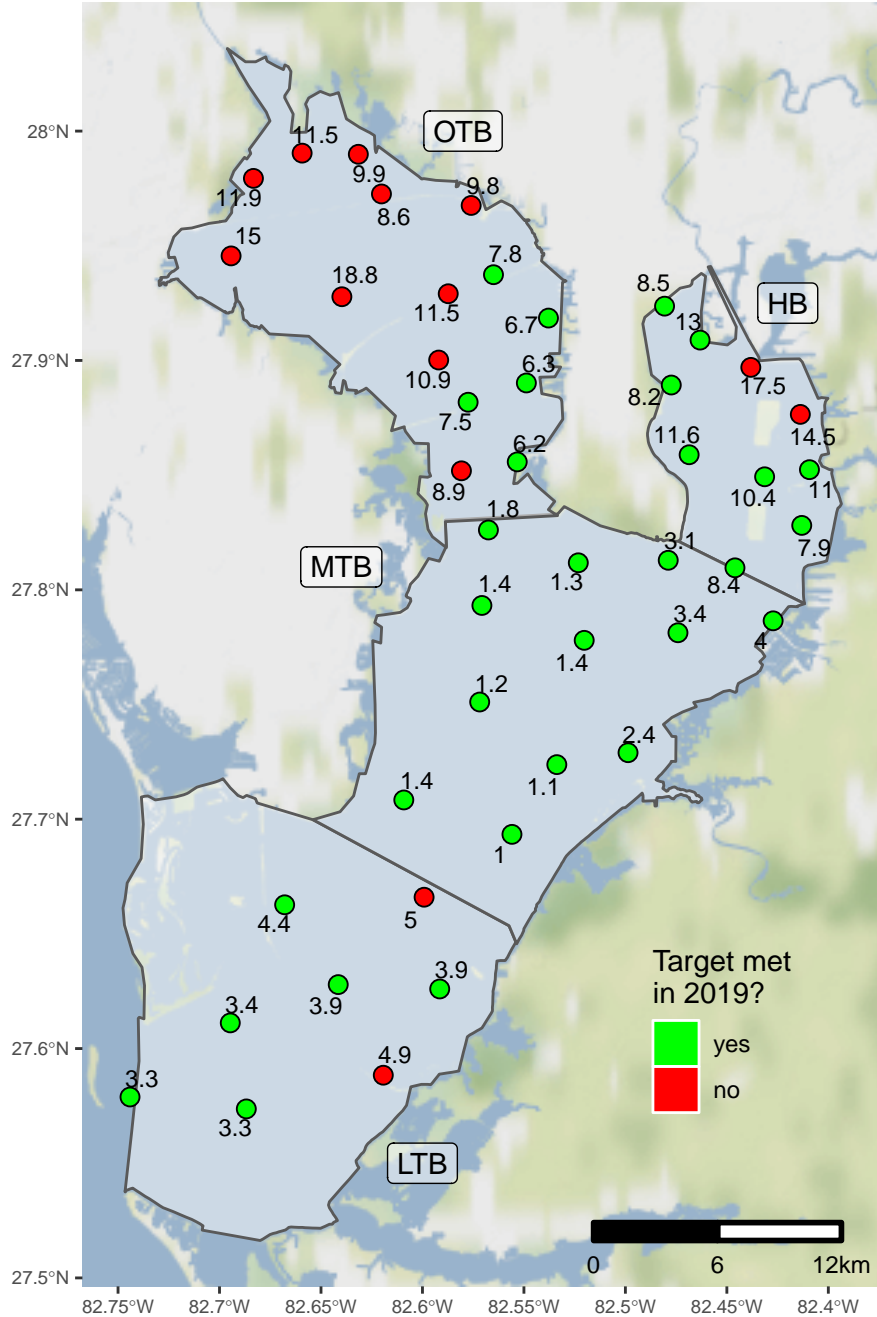 28°N
27.9°N
27.8°N
27.7°N
27.6°N
27.5°N
OTB
11.5
9.9
11.9
8.6
9.8
15
7.8
18.8
11.5
6.7
10.9
6.3
7.5
6.2
8.9
HB
8.5
13
17.5
8.2
11.6
14.5
10.4
11
7.9
8.4
MTB
1.8
1.3
3.1
1.4
3.4
4
1.4
1.2
2.4
1.1
1.4
1
5
4.4
3.9
3.9
3.4
4.9
3.3
3.3
LTB
Target met
in 2019?
yes
no
0 6 12km
82.75°W 82.7°W 82.65°W 82.6°W 82.55°W 82.5°W 82.45°W 82.4°W